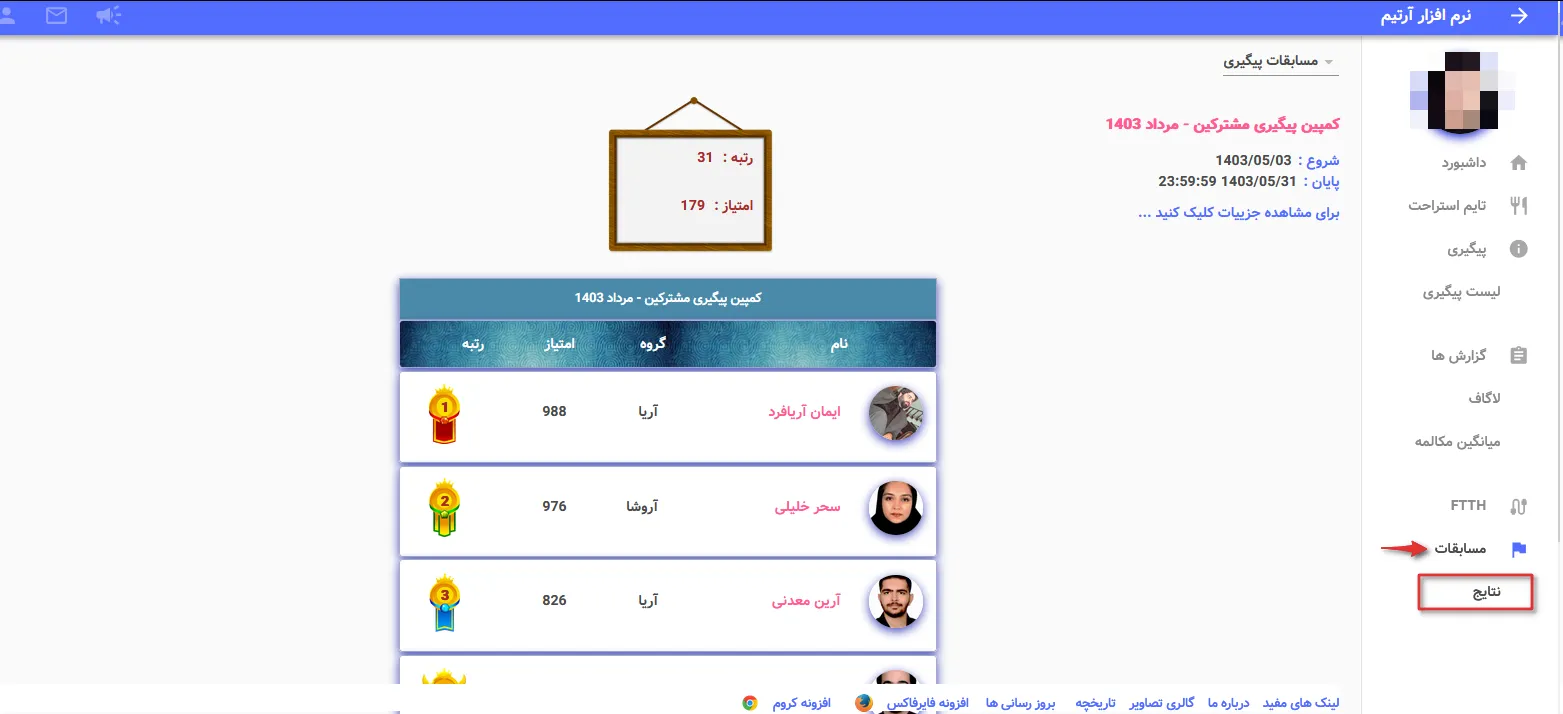 نرم افزار آرتیم
داشبورد
تایم استراحت
پیگیری
لیست پیگیری
گزارش ها
لاگاف
میانگین مکالمه
FTTH
مسابقات
نتایج
مسابقات پیگیری
کمپین پیگیری مشترکین - مرداد 1403
شروع : 1403/05/03
پایان : 1403/05/31 23:59:59
برای مشاهده جزییات کلیک کنید ...
رتبه : 31
امتیاز : 179
کمپین پیگیری مشترکین - مرداد 1403
نام گروه امتیاز رتبه
ایمان آریافرد آریا 988 1
سحر خلیلی آروشا 976 2
آرین معدنی آریا 826 3
لینک های مفید درباره ما گالری تصاویر تاریخچه بروز رسانی ها افزونه فایرفاکس افزونه کروم